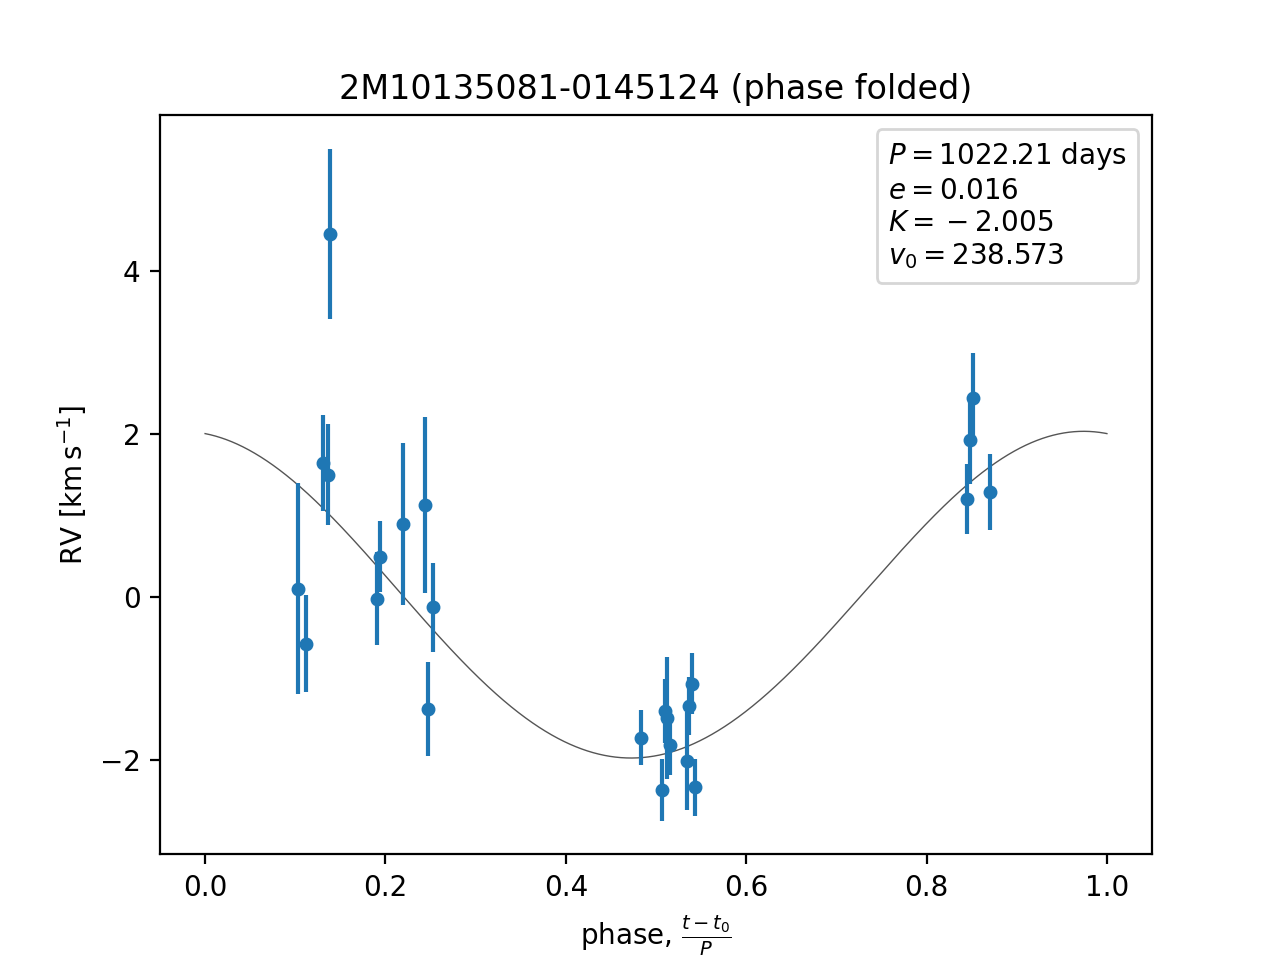 2M10135081-0145124 (phase folded)
P = 1022.21 days
e = 0.016
K = −2.005
v₀ = 238.573
RV [km s⁻¹]
4
2
0
−2
0.0 0.2 0.4 0.6 0.8 1.0
phase, (t − t₀)/P